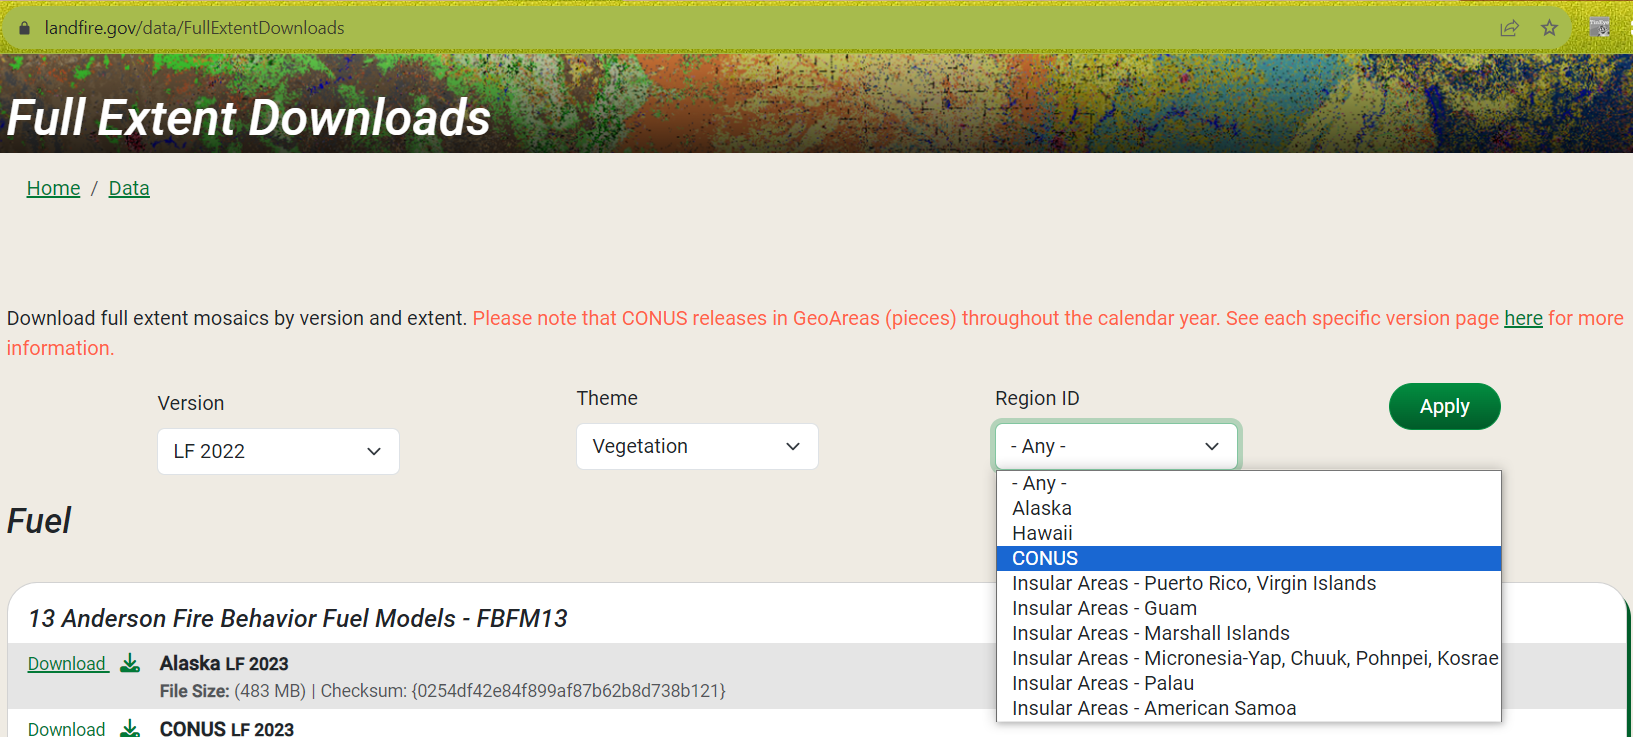 landfire.gov/data/FullExtentDownloads
Full Extent Downloads
Home / Data
Download full extent mosaics by version and extent. Please note that CONUS releases in GeoAreas (pieces) throughout the calendar year. See each specific version page here for more
information.
Version
LF 2022
Theme
Vegetation
Region ID
- Any -
Apply
- Any -
Alaska
Hawaii
CONUS
Insular Areas - Puerto Rico, Virgin Islands
Insular Areas - Guam
Insular Areas - Marshall Islands
Insular Areas - Micronesia-Yap, Chuuk, Pohnpei, Kosrae
Insular Areas - Palau
Insular Areas - American Samoa
Fuel
13 Anderson Fire Behavior Fuel Models - FBFM13
Download Alaska LF 2023
File Size: (483 MB) | Checksum: {0254df42e84f899af87b62b8d738b121}
Download CONUS LF 2023